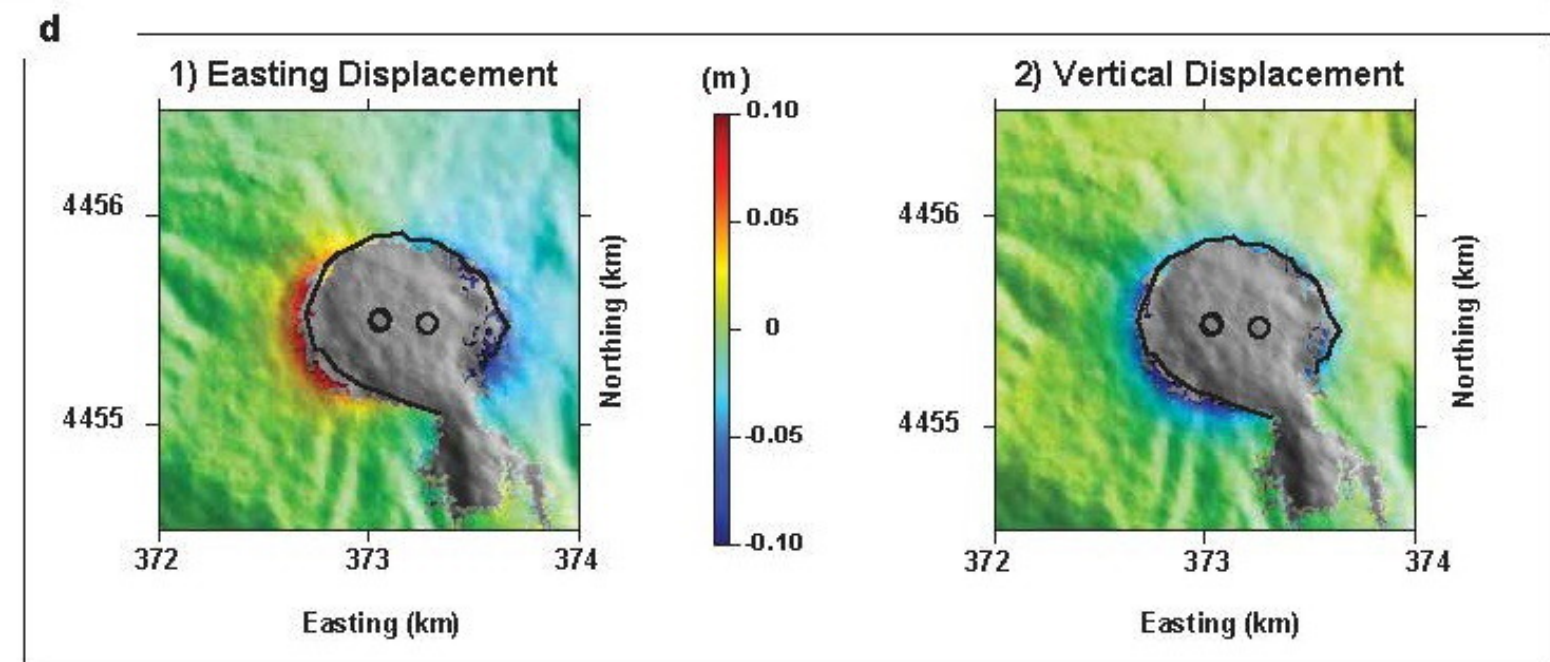 d
1) Easting Displacement
(m)
2) Vertical Displacement
0.10
0.05
0
-0.05
-0.10
4456
4455
372
373
374
Easting (km)
Northing (km)
4456
4455
372
373
374
Easting (km)
Northing (km)